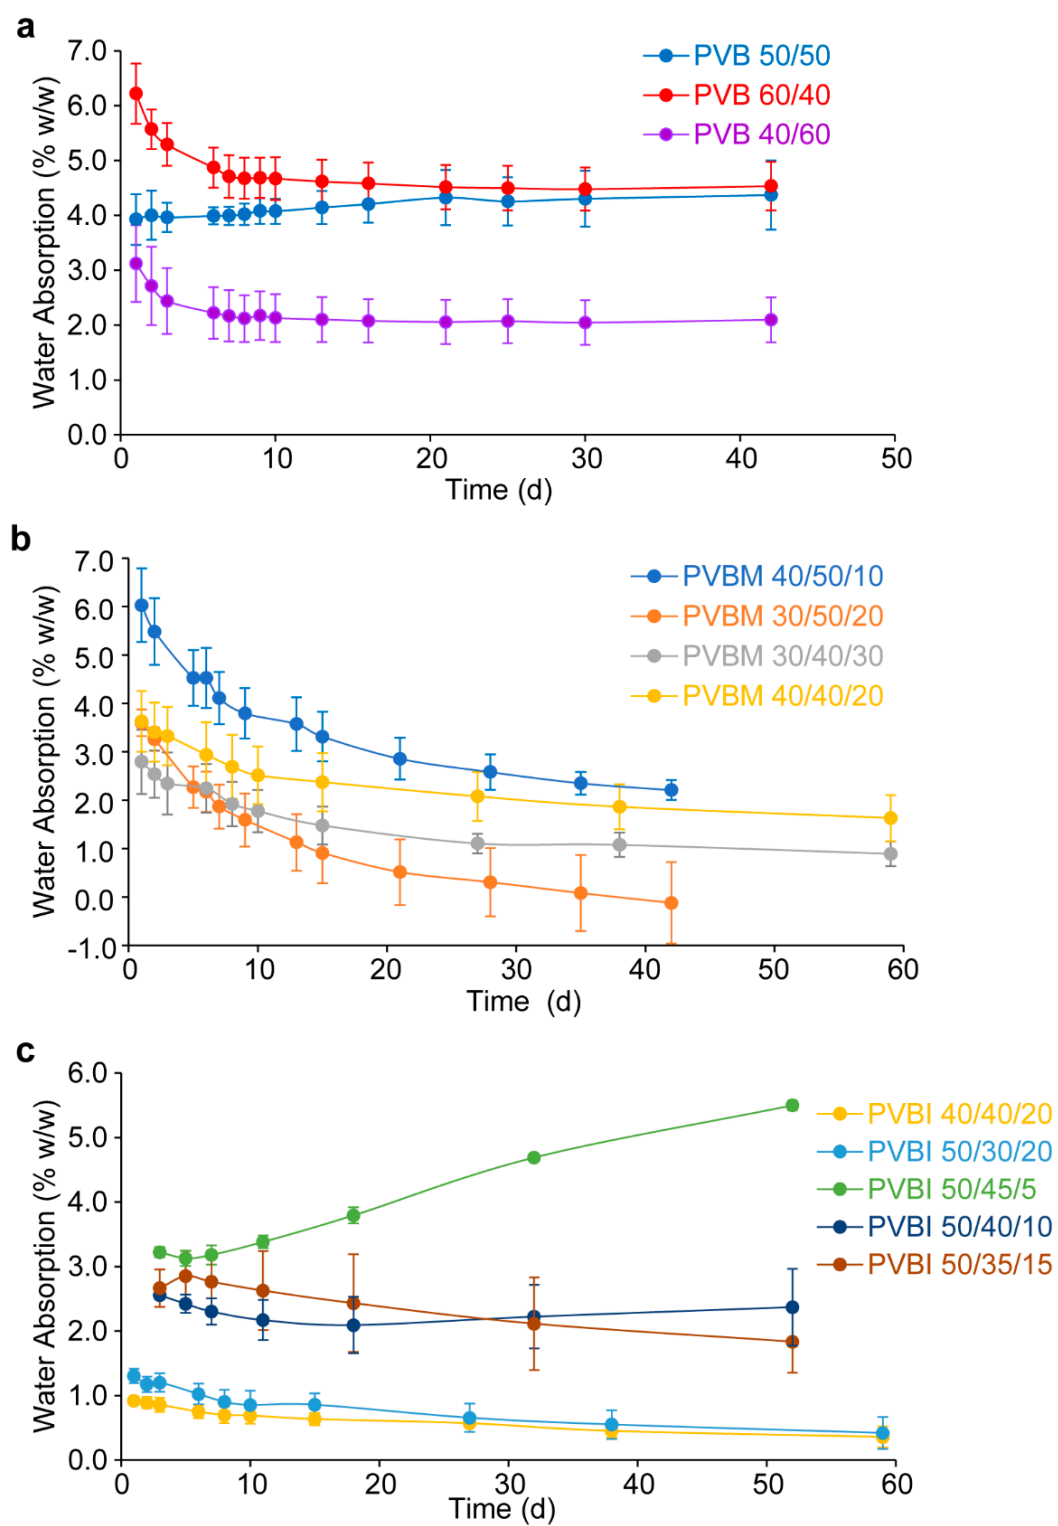 a
7.0
6.0
5.0
4.0
3.0
2.0
1.0
0.0
Water Absorption (% w/w)
PVB 50/50
PVB 60/40
PVB 40/60
0 10 20 30 40 50
Time (d)
b
7.0
6.0
5.0
4.0
3.0
2.0
1.0
0.0
-1.0
Water Absorption (% w/w)
PVBM 40/50/10
PVBM 30/50/20
PVBM 30/40/30
PVBM 40/40/20
0 10 20 30 40 50 60
Time (d)
c
6.0
5.0
4.0
3.0
2.0
1.0
0.0
Water Absorption (% w/w)
PVBI 40/40/20
PVBI 50/30/20
PVBI 50/45/5
PVBI 50/40/10
PVBI 50/35/15
0 10 20 30 40 50 60
Time (d)